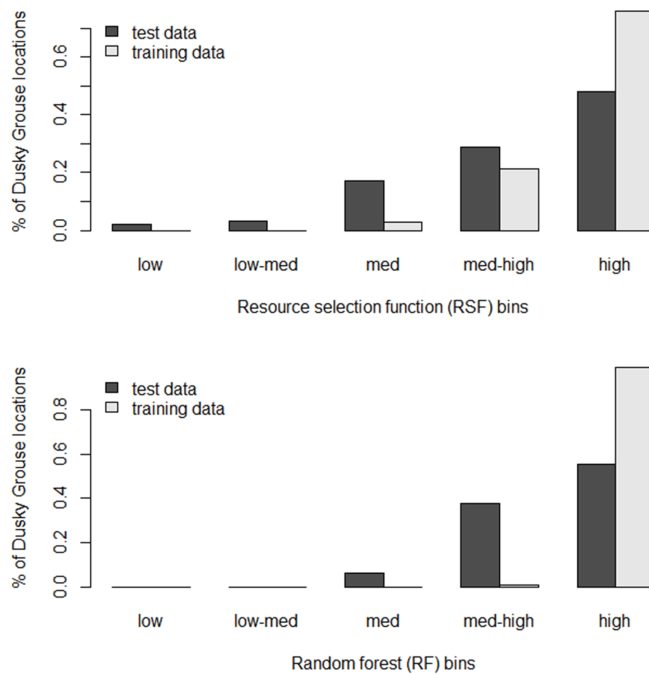 % of Dusky Grouse locations
0.6
0.4
0.2
0.0
test data
training data
low low-med med med-high high
Resource selection function (RSF) bins
% of Dusky Grouse locations
0.8
0.6
0.4
0.2
0.0
test data
training data
low low-med med med-high high
Random forest (RF) bins